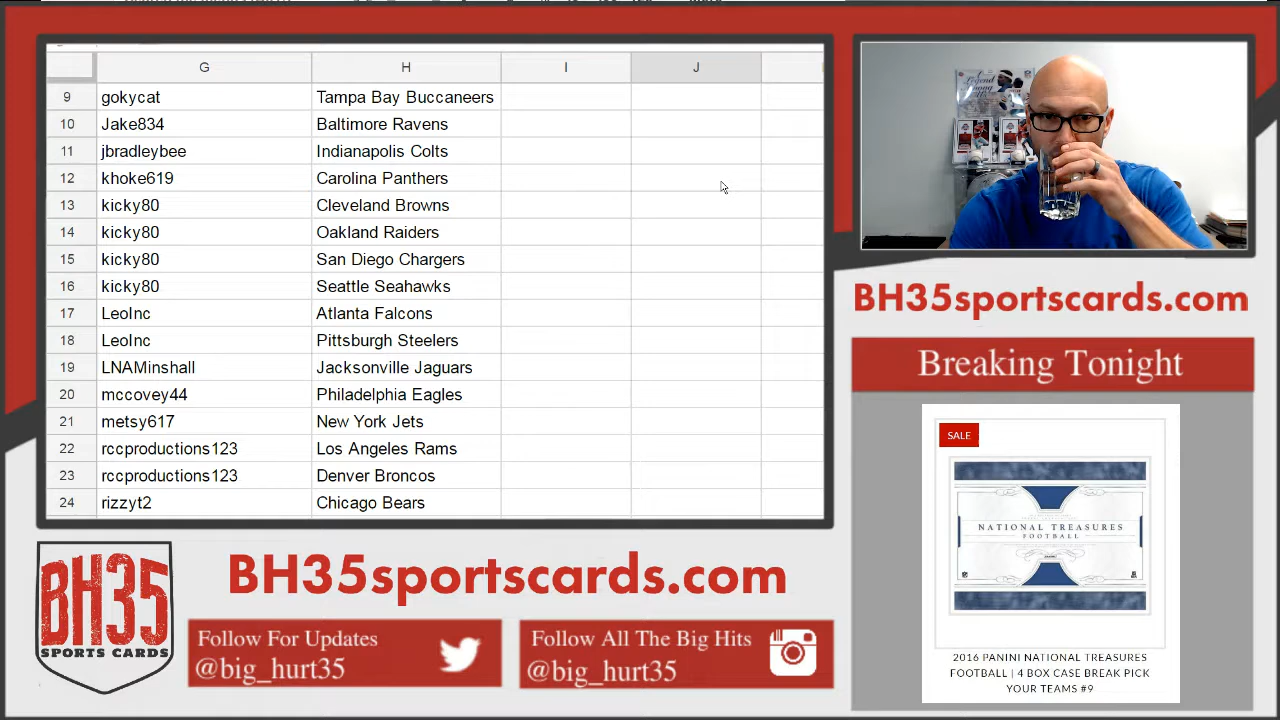 G H I J
9 gokycat Tampa Bay Buccaneers
10 Jake834 Baltimore Ravens
11 jbradleybee Indianapolis Colts
12 khoke619 Carolina Panthers
13 kicky80 Cleveland Browns
14 kicky80 Oakland Raiders
15 kicky80 San Diego Chargers
16 kicky80 Seattle Seahawks
17 LeoInc Atlanta Falcons
18 LeoInc Pittsburgh Steelers
19 LNAMinshall Jacksonville Jaguars
20 mccovey44 Philadelphia Eagles
21 metsy617 New York Jets
22 rccproductions123 Los Angeles Rams
23 rccproductions123 Denver Broncos
24 rizzyt2 Chicago Bears
BH35sportscards.com
Breaking Tonight
SALE
NATIONAL TREASURES
FOOTBALL
2016 PANINI NATIONAL TREASURES
FOOTBALL | 4 BOX CASE BREAK PICK
YOUR TEAMS #9
BH35
SPORTS CARDS
BH35sportscards.com
Follow For Updates
@big_hurt35
Follow All The Big Hits
@big_hurt35